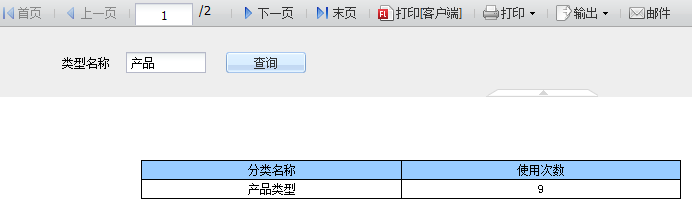 首页 上一页 1 /2 下一页 末页 打印[客户端] 打印 输出 邮件
类型名称 产品 查询
分类名称 使用次数
产品类型 9